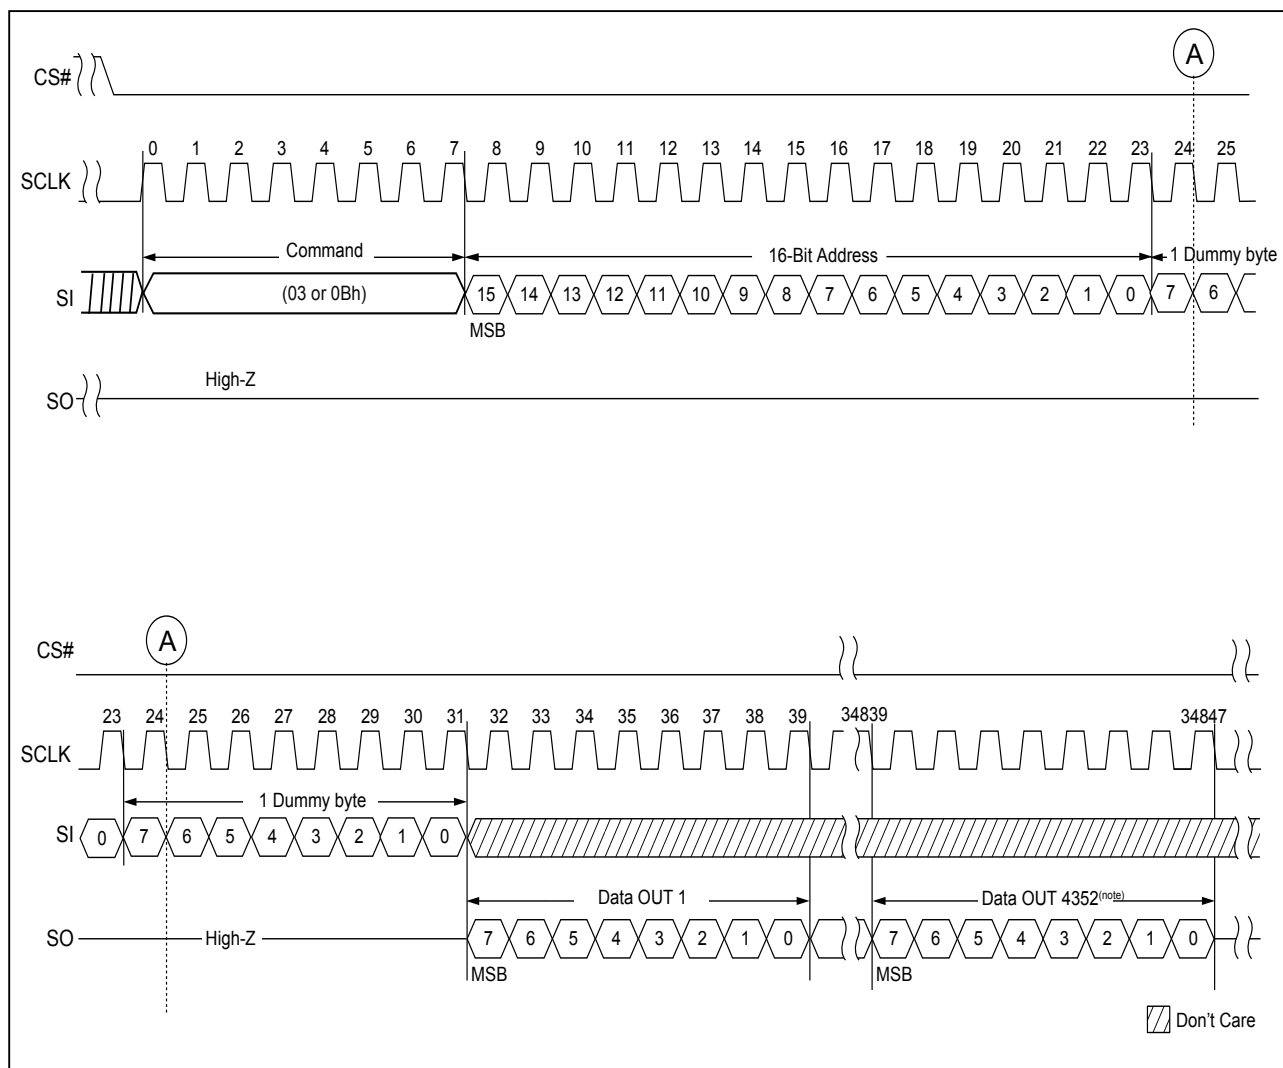 A
CS#
0 1 2 3 4 5 6 7 8 9 10 11 12 13 14 15 16 17 18 19 20 21 22 23 24 25
SCLK
Command 16-Bit Address 1 Dummy byte
SI (03 or 0Bh) 15 14 13 12 11 10 9 8 7 6 5 4 3 2 1 0 7 6
MSB
High-Z
SO
A
CS#
23 24 25 26 27 28 29 30 31 32 33 34 35 36 37 38 39 34839 34847
SCLK
1 Dummy byte
SI 0 7 6 5 4 3 2 1 0
Data OUT 1 Data OUT 4352(note)
SO High-Z 7 6 5 4 3 2 1 0 7 6 5 4 3 2 1 0
MSB MSB
Don't Care